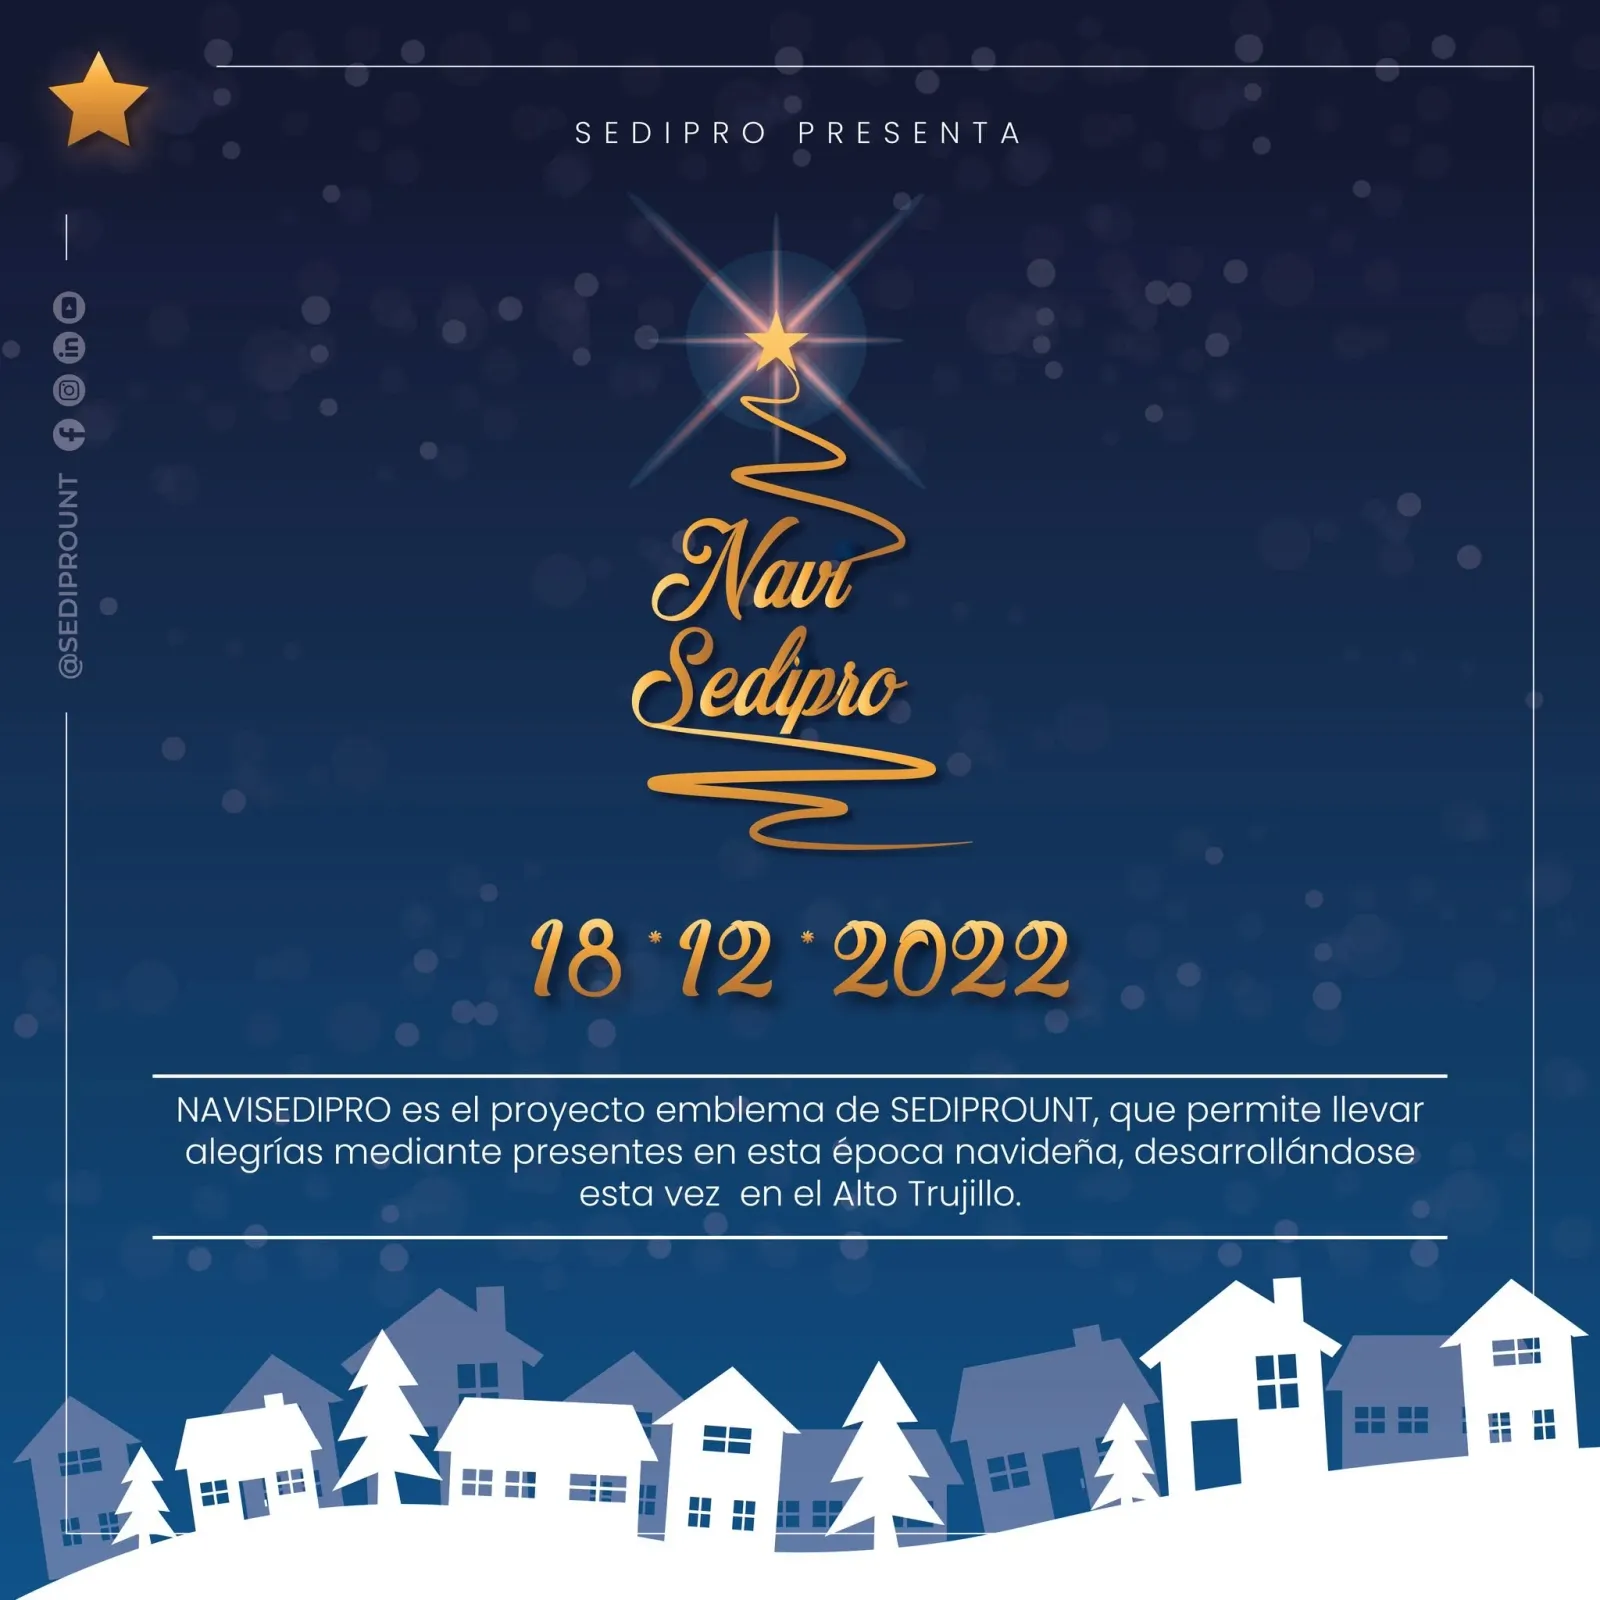 SEDIPRO PRESENTA
@SEDIPROUNT
Navi
Sedipro
18*12*2022
NAVISEDIPRO es el proyecto emblema de SEDIPROUNT, que permite llevar
alegrías mediante presentes en esta época navideña, desarrollándose
esta vez en el Alto Trujillo.